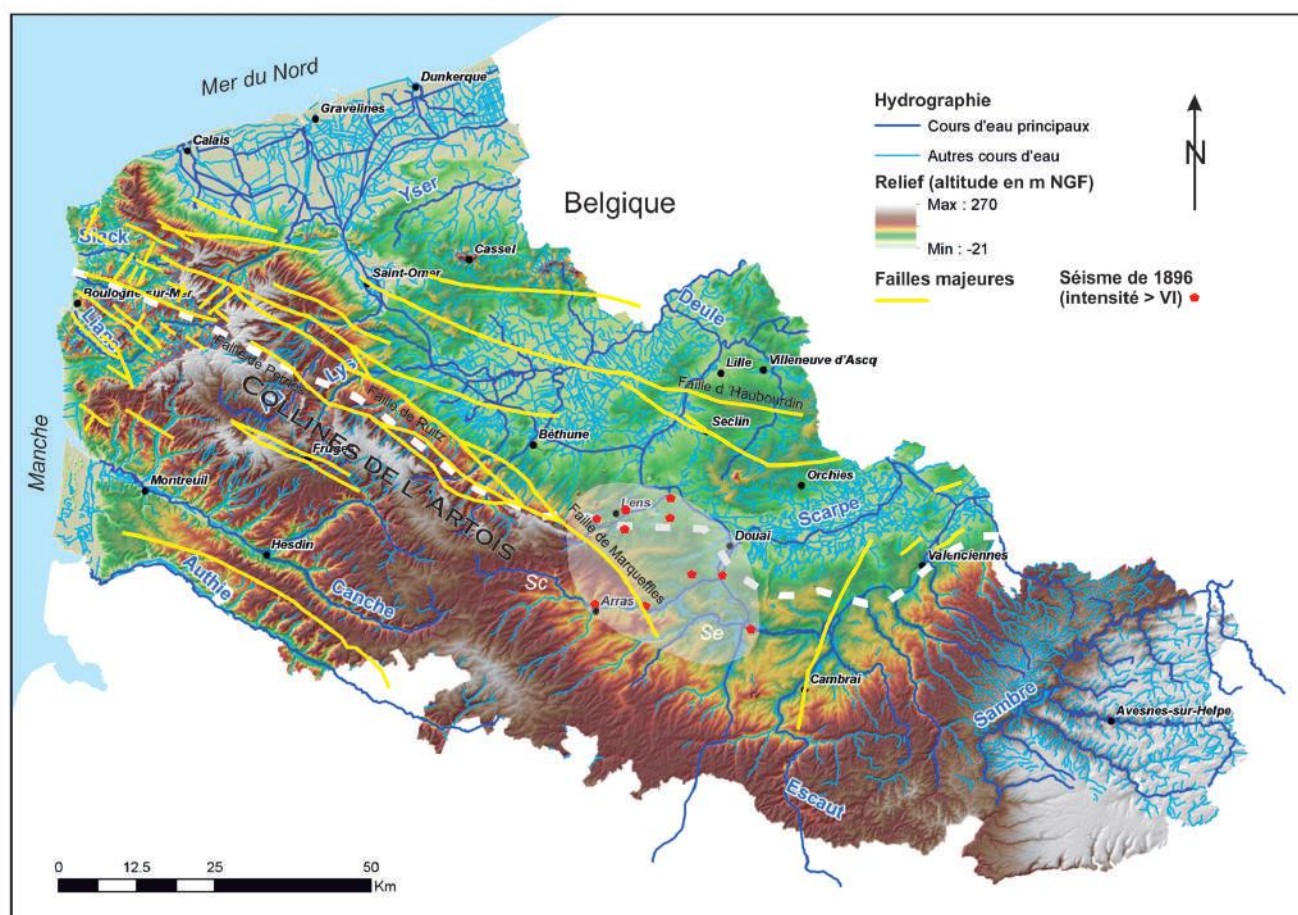 Mer du Nord
Dunkerque
Gravelines
Calais
Hydrographie
Cours d'eau principaux
Autres cours d'eau
Relief (altitude en m NGF)
Max : 270
Min : -21
Failles majeures
Séisme de 1896
(intensité > VI)
N
Yser
Belgique
Cassel
Slack
Saint-Omer
Boulogne-sur-Mer
Deule
Liane
Lille
Villeneuve d'Ascq
Faille de Pernes
Lys
Faille d 'Haubourdin
Faille de Ruitz
Seclin
COLLINES DE L 'ARTOIS
Béthune
Manche
Fruges
Orchies
Montreuil
Lens
Scarpe
Douai
Faille de Marqueffles
Valenciennes
Hesdin
Authie
Canche
Sc
Arras
Se
Cambrai
Sambre
Avesnes-sur-Helpe
Escaut
0 12.5 25 50
Km